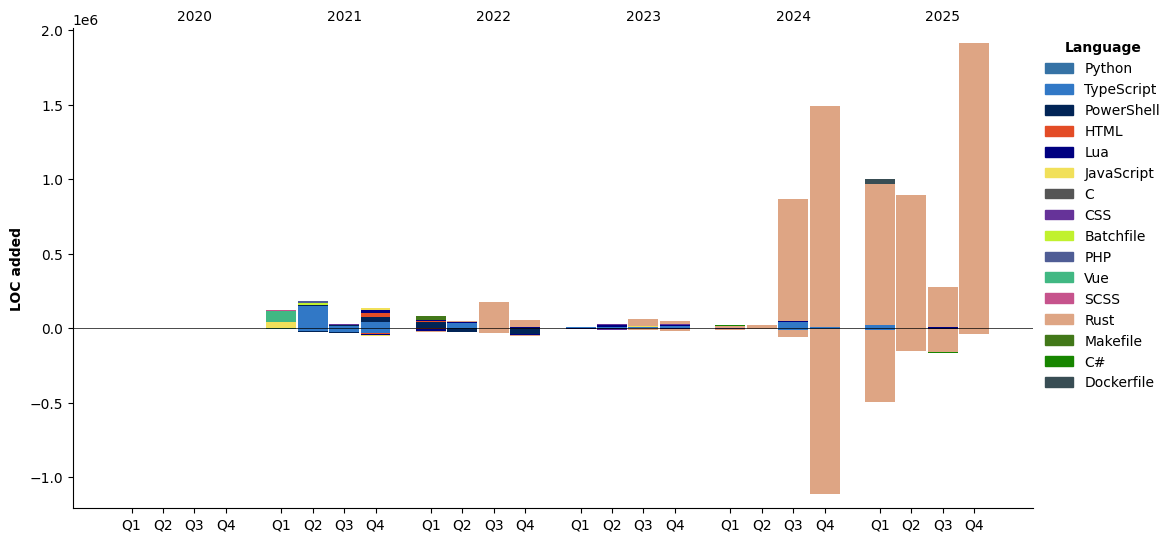 1e6
2020 2021 2022 2023 2024 2025
2.0
1.5
1.0
0.5
0.0
−0.5
−1.0
LOC added
Q1 Q2 Q3 Q4 Q1 Q2 Q3 Q4 Q1 Q2 Q3 Q4 Q1 Q2 Q3 Q4 Q1 Q2 Q3 Q4 Q1 Q2 Q3 Q4
Language
Python
TypeScript
PowerShell
HTML
Lua
JavaScript
C
CSS
Batchfile
PHP
Vue
SCSS
Rust
Makefile
C#
Dockerfile